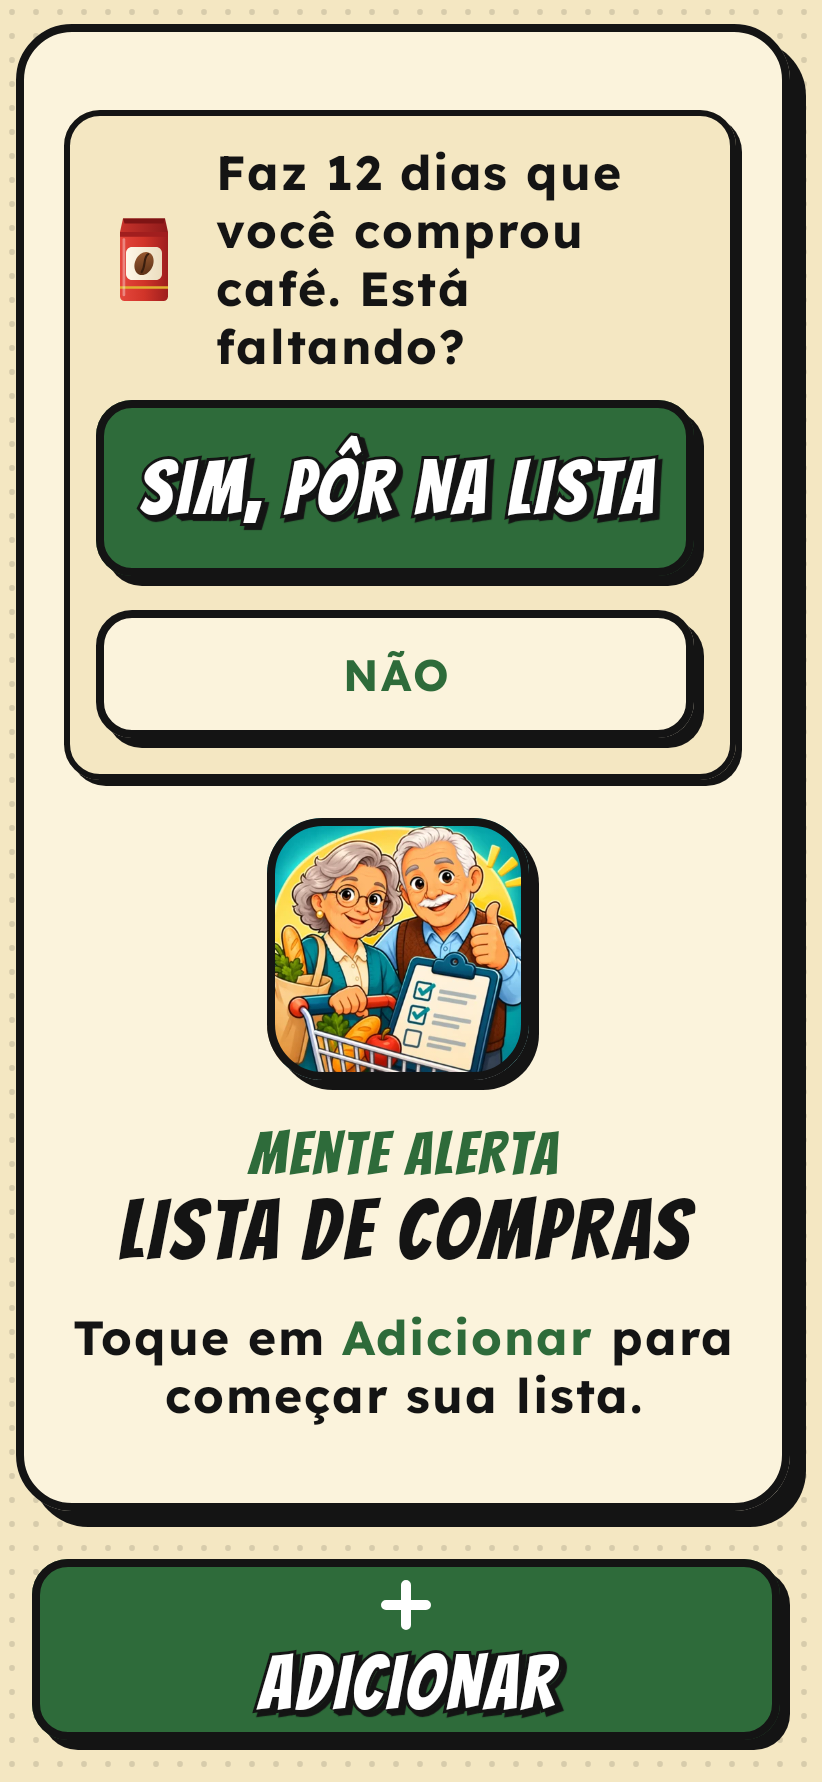 Faz 12 dias que
você comprou
café. Está
faltando?
SIM, PÔR NA LISTA
NÃO
MENTE ALERTA
LISTA DE COMPRAS
Toque em Adicionar para
começar sua lista.
ADICIONAR